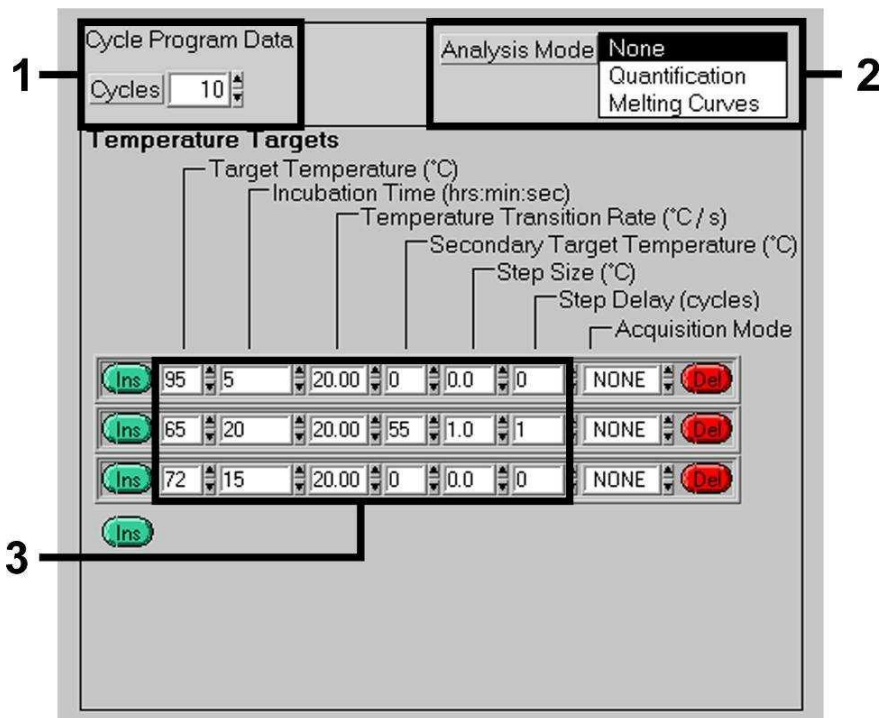 Cycle Program Data
1
Cycles 10
Analysis Mode None
Quantification
Melting Curves
2
Temperature Targets
Target Temperature (°C)
Incubation Time (hrs:min:sec)
Temperature Transition Rate (°C / s)
Secondary Target Temperature (°C)
Step Size (°C)
Step Delay (cycles)
Acquisition Mode
Ins 95 5 20.00 0 0.0 0 NONE Del
Ins 65 20 20.00 55 1.0 1 NONE Del
Ins 72 15 20.00 0 0.0 0 NONE Del
Ins
3